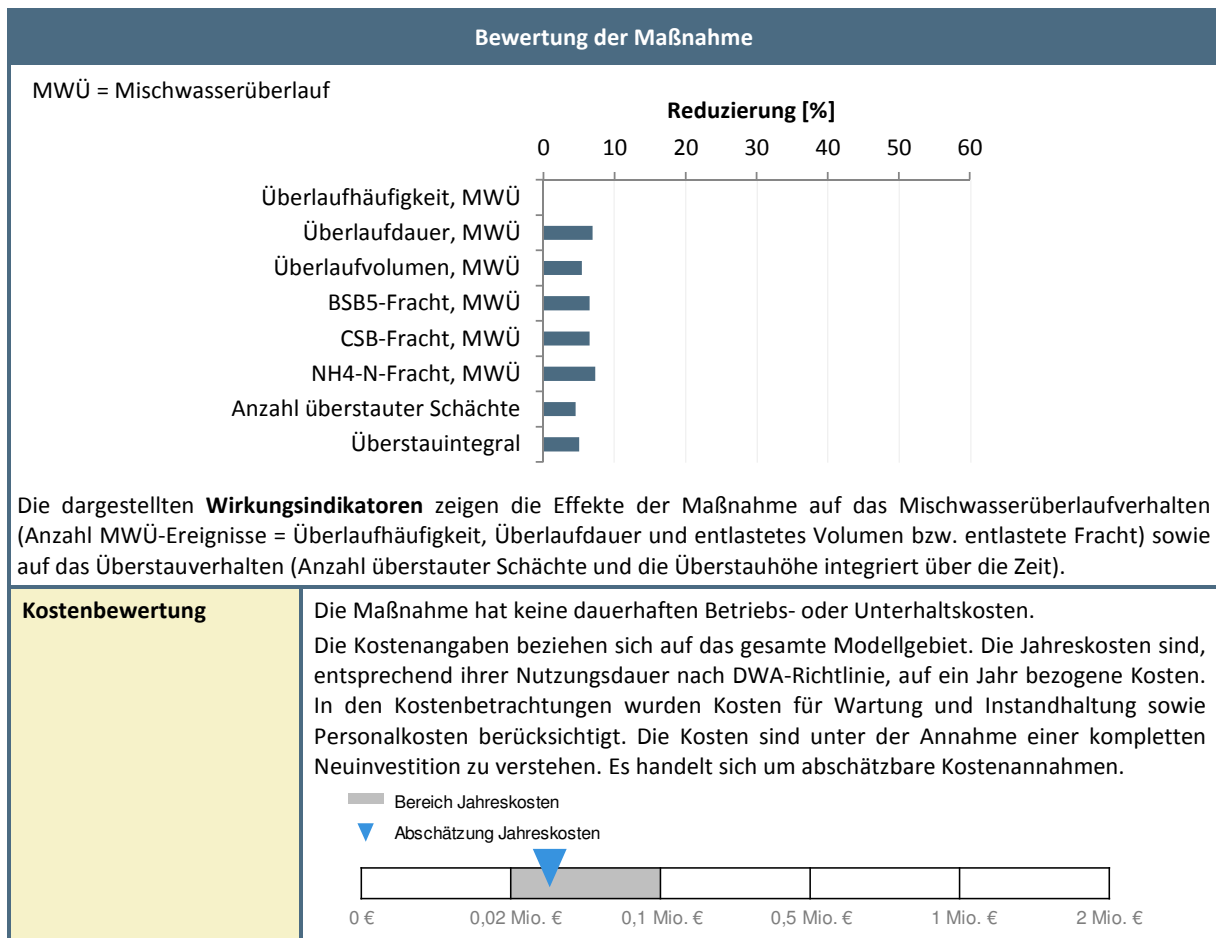 Bewertung der Maßnahme
MWÜ = Mischwasserüberlauf
Reduzierung [%]
0 10 20 30 40 50 60
Überlaufhäufigkeit, MWÜ
Überlaufdauer, MWÜ
Überlaufvolumen, MWÜ
BSB5-Fracht, MWÜ
CSB-Fracht, MWÜ
NH4-N-Fracht, MWÜ
Anzahl überstauter Schächte
Überstauintegral
Die dargestellten Wirkungsindikatoren zeigen die Effekte der Maßnahme auf das Mischwasserüberlaufverhalten
(Anzahl MWÜ-Ereignisse = Überlaufhäufigkeit, Überlaufdauer und entlastetes Volumen bzw. entlastete Fracht) sowie
auf das Überstauverhalten (Anzahl überstauter Schächte und die Überstauhöhe integriert über die Zeit).
Kostenbewertung
Die Maßnahme hat keine dauerhaften Betriebs- oder Unterhaltskosten.
Die Kostenangaben beziehen sich auf das gesamte Modellgebiet. Die Jahreskosten sind,
entsprechend ihrer Nutzungsdauer nach DWA-Richtlinie, auf ein Jahr bezogene Kosten.
In den Kostenbetrachtungen wurden Kosten für Wartung und Instandhaltung sowie
Personalkosten berücksichtigt. Die Kosten sind unter der Annahme einer kompletten
Neuinvestition zu verstehen. Es handelt sich um abschätzbare Kostenannahmen.
Bereich Jahreskosten
Abschätzung Jahreskosten
0 € 0,02 Mio. € 0,1 Mio. € 0,5 Mio. € 1 Mio. € 2 Mio. €